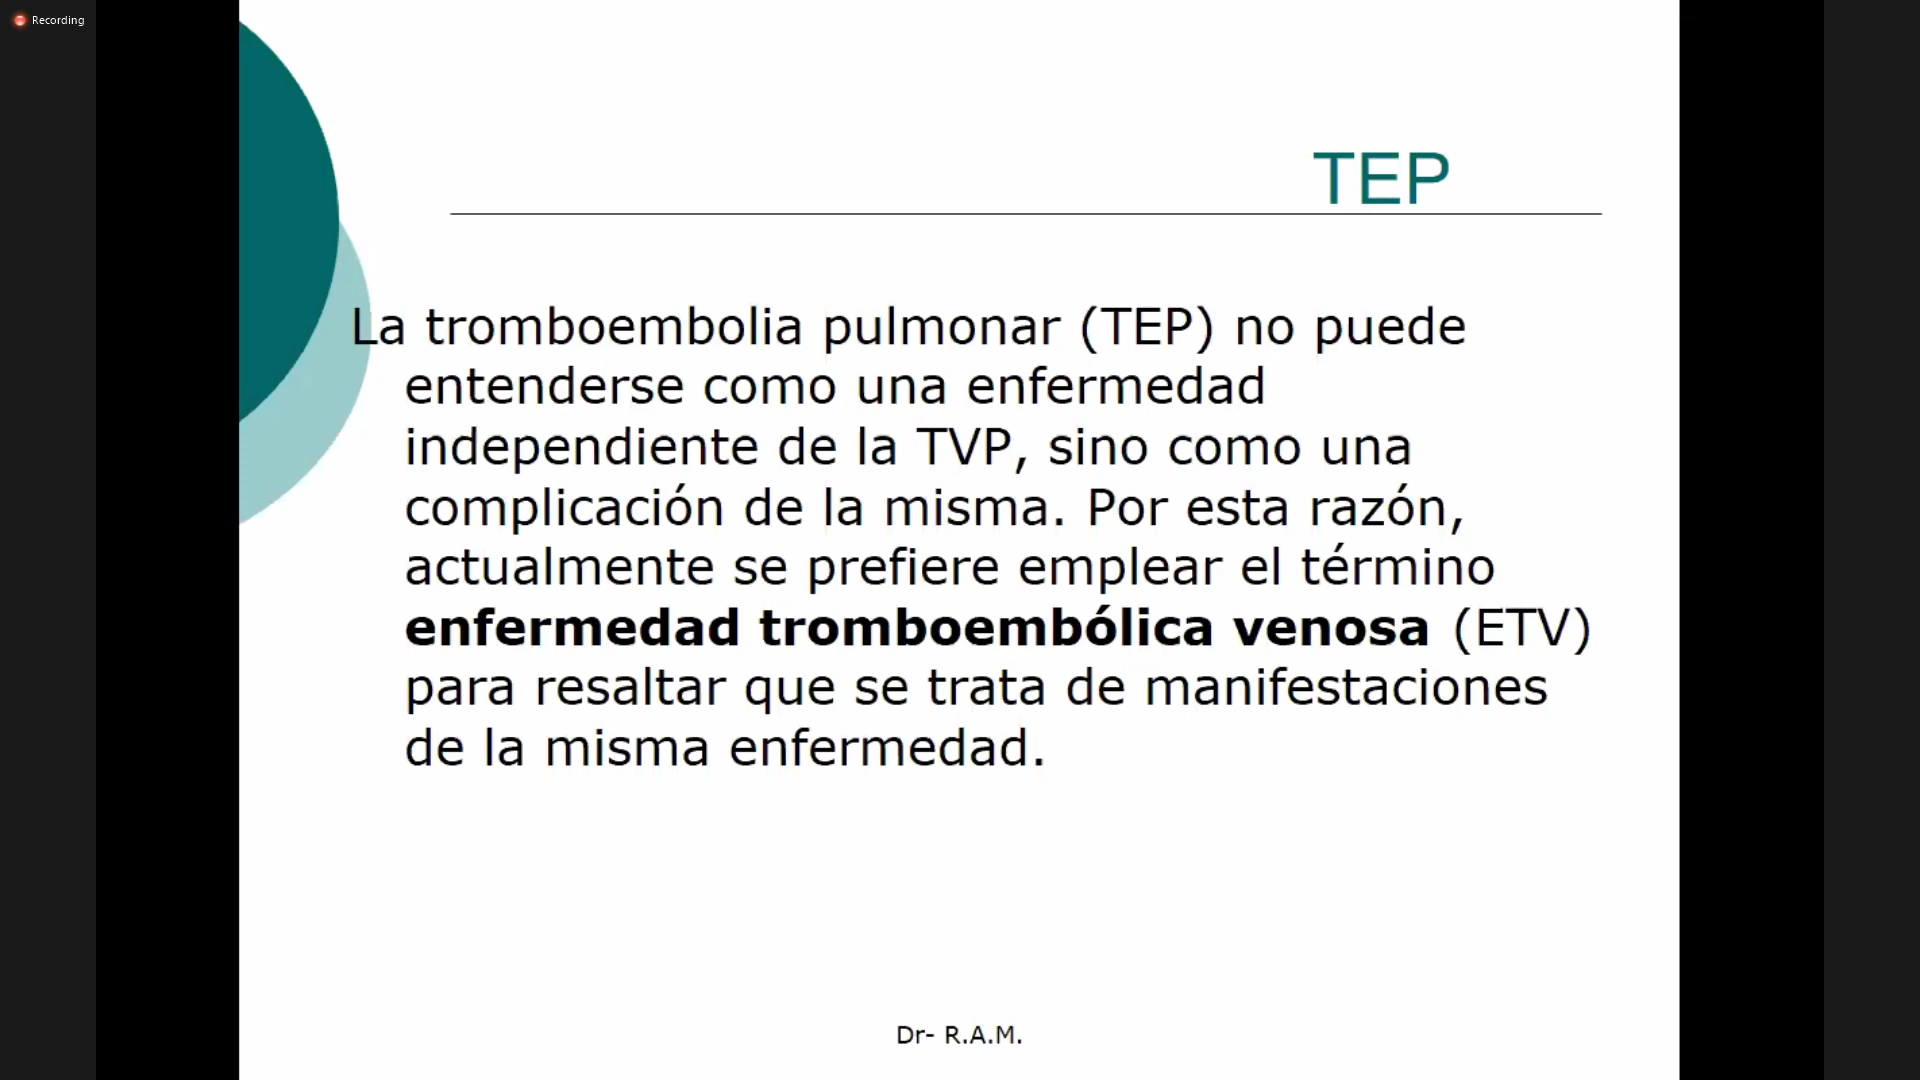 Recording
TEP
La tromboembolia pulmonar (TEP) no puede
entenderse como una enfermedad
independiente de la TVP, sino como una
complicación de la misma. Por esta razón,
actualmente se prefiere emplear el término
enfermedad tromboembólica venosa (ETV)
para resaltar que se trata de manifestaciones
de la misma enfermedad.
Dr- R.A.M.